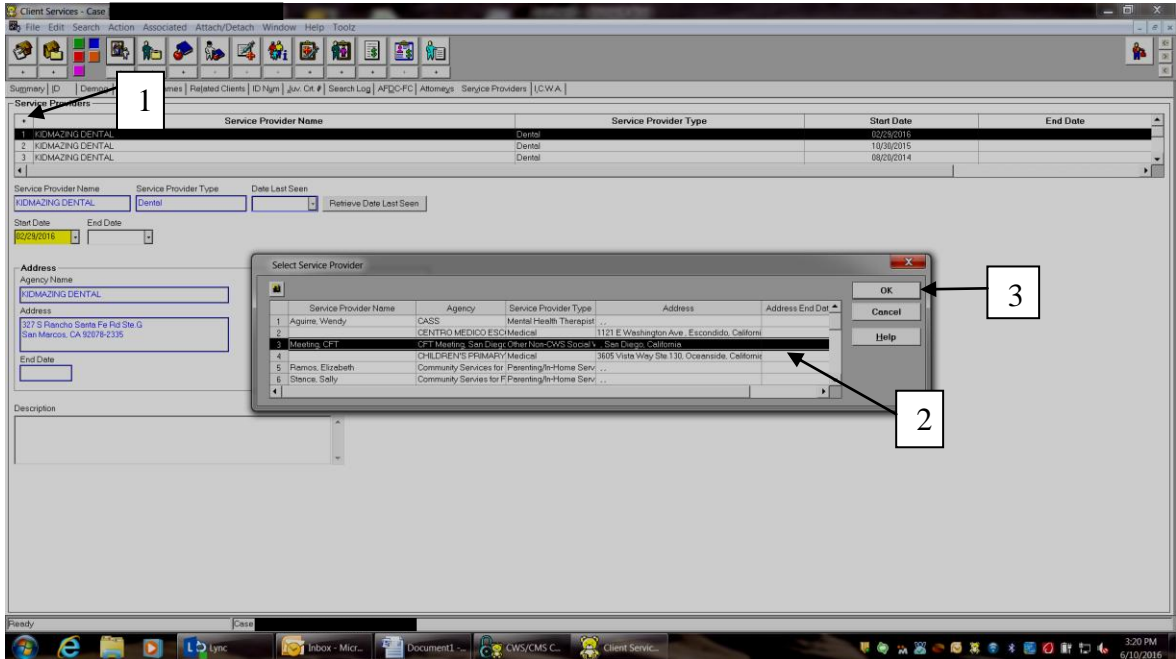 Client Services - Case
File Edit Search Action Associated Attach/Detach Window Help Toolz
Summary | ID | Demog mes | Related Clients | ID Num | Juv. Crt. # | Search Log | AFDC-FC | Attorneys Service Providers | I.C.W.A. |
1
Service Providers
+ Service Provider Name Service Provider Type Start Date End Date
1 KIDMAZING DENTAL Dental 02/29/2016
2 KIDMAZING DENTAL Dental 10/30/2015
3 KIDMAZING DENTAL Dental 08/20/2014
Service Provider Name Service Provider Type Date Last Seen
KIDMAZING DENTAL Dental Retrieve Date Last Seen
Start Date End Date
02/29/2016
Address
Agency Name
KIDMAZING DENTAL
Address
327 S Rancho Santa Fe Rd Ste.G
San Marcos, CA 92078-2335
End Date
Description
Select Service Provider
Service Provider Name Agency Service Provider Type Address Address End Dat
1 Aguirre, Wendy CASS Mental Health Therapist , ,
2 CENTRO MEDICO ESC Medical 1121 E Washington Ave , Escondido, Californi
3 Meeting, CFT CFT Meeting, San Diego Other Non-CWS Social W , San Diego, California
4 CHILDREN'S PRIMARY Medical 3605 Vista Way Ste.130, Oceanside, California
5 Ramos, Elizabeth Community Services for Parenting/In-Home Serv , ,
6 Stance, Sally Community Servies for F Parenting/In-Home Serv , ,
OK
Cancel
Help
3
2
Ready Case
Lync Inbox - Micr... Document1 -... CWS/CMS C... Client Servic...
3:20 PM
6/10/2016